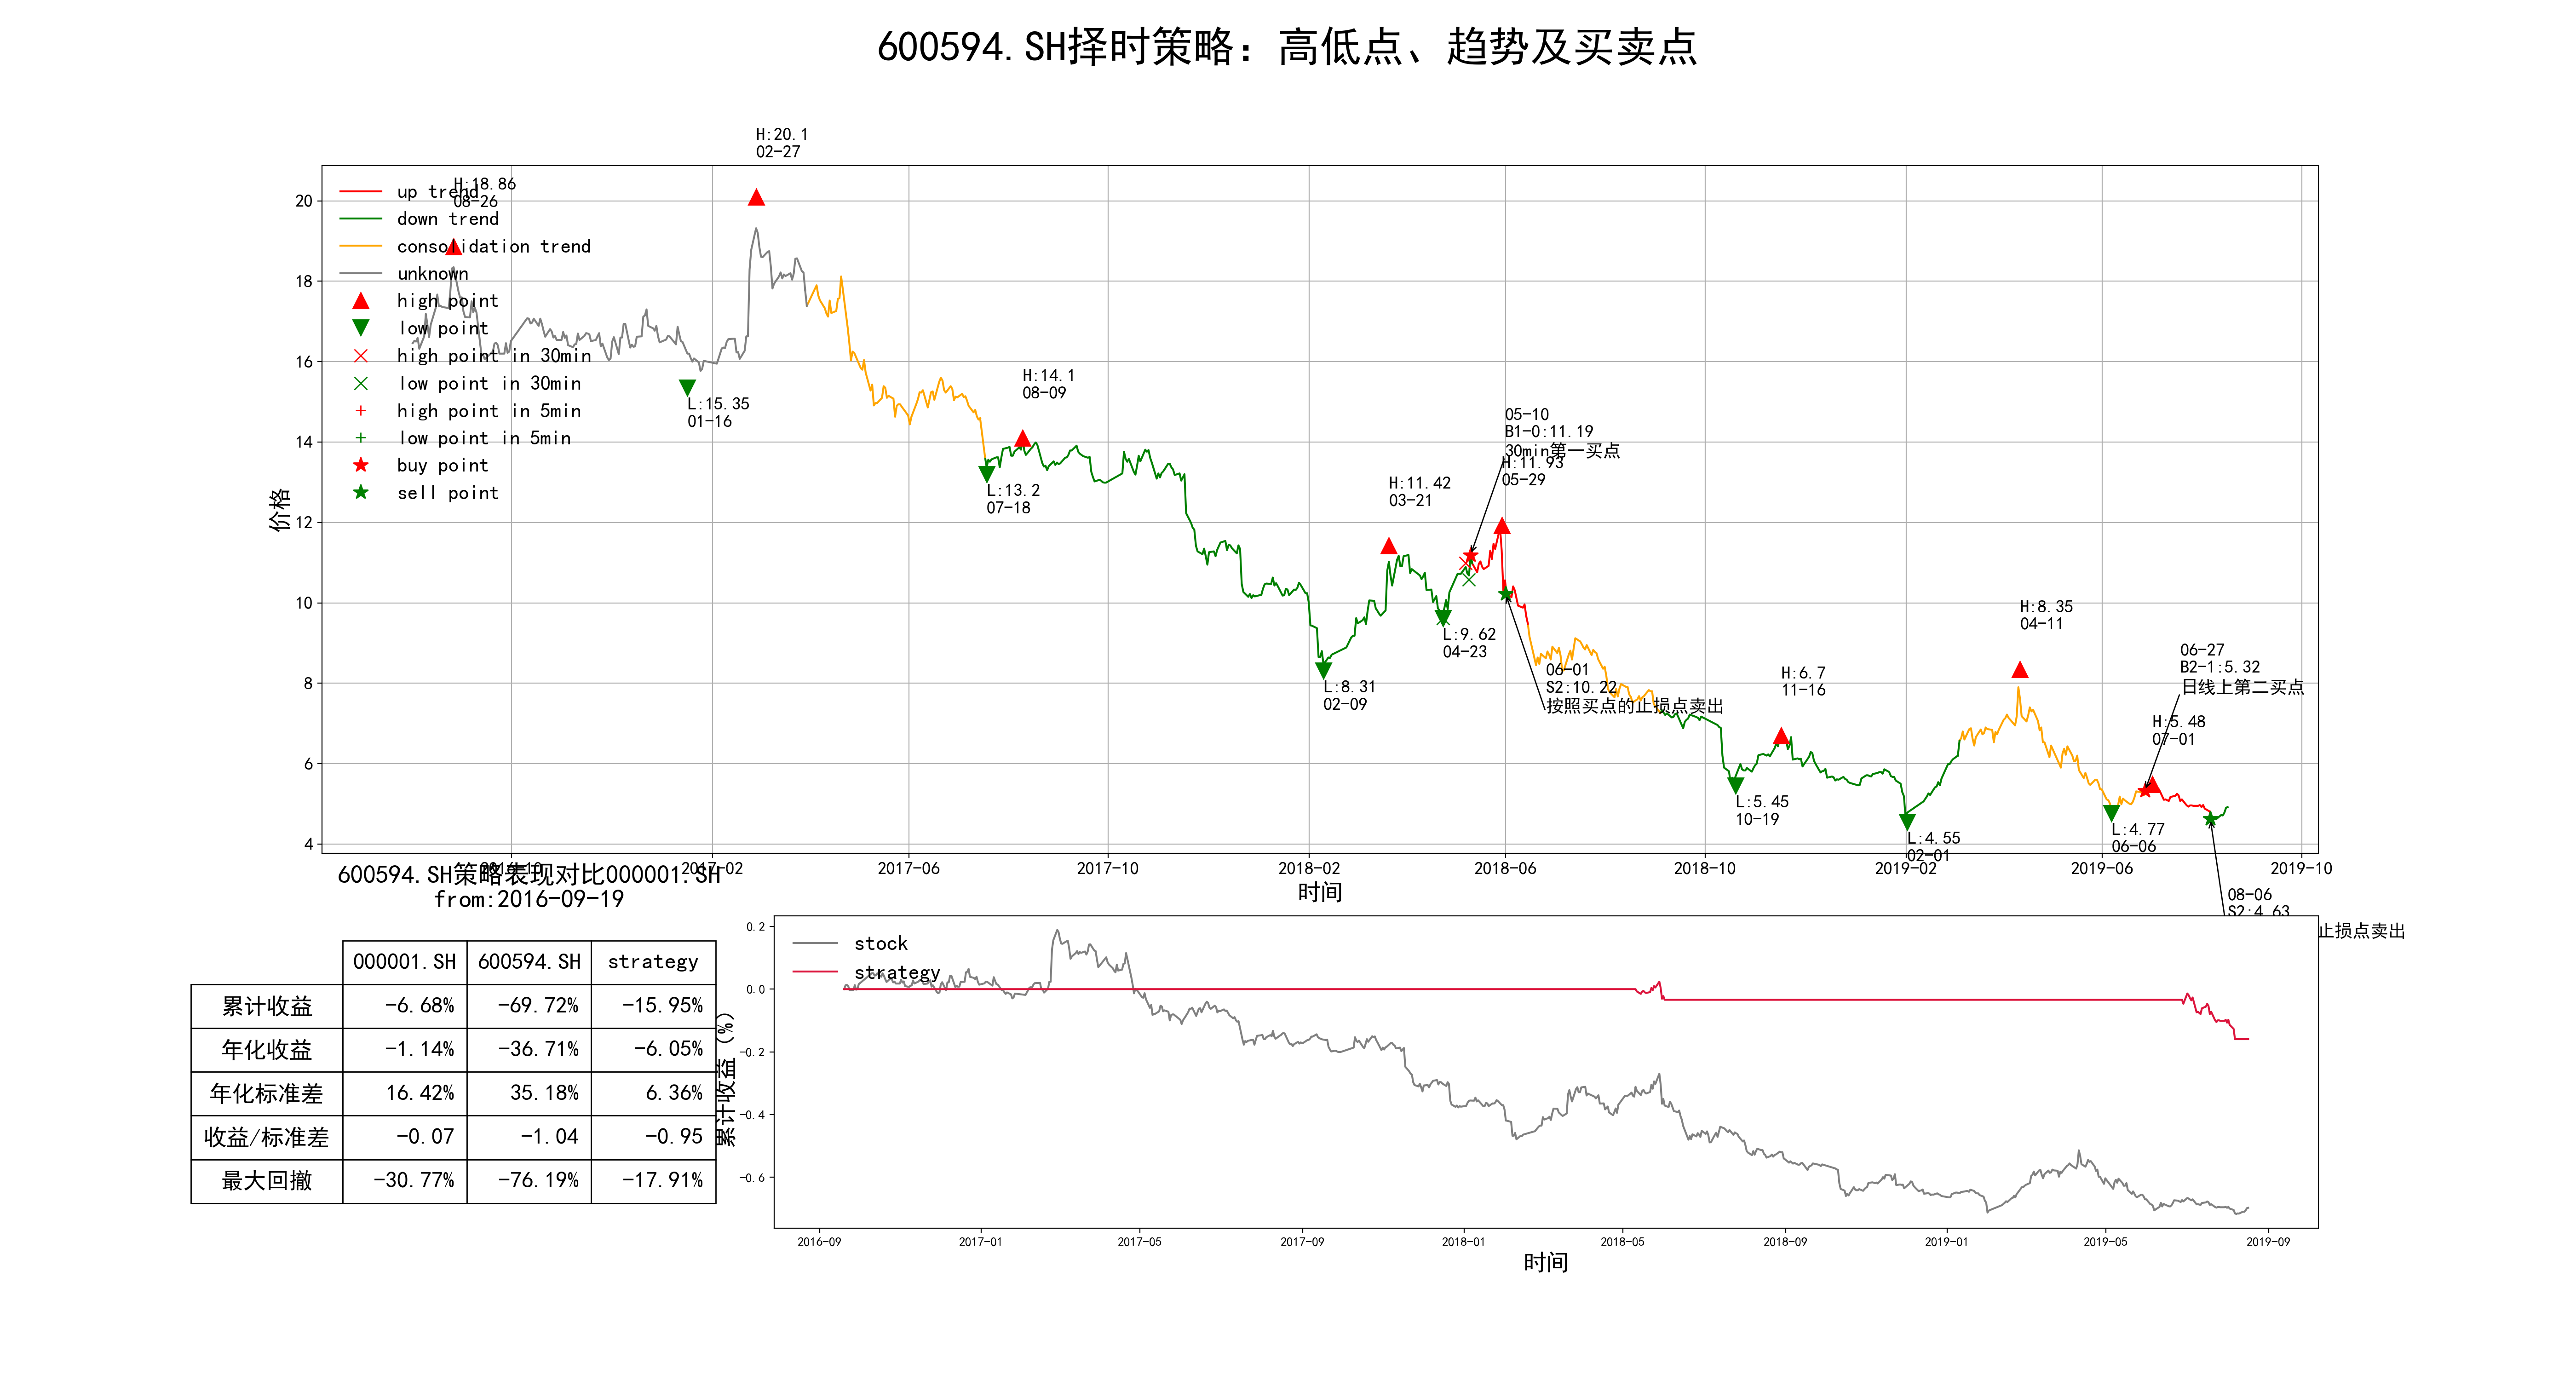 600594.SH择时策略：高低点、趋势及买卖点
H:20.1
02-27
H:18.86
08-26
up trend
down trend
consolidation trend
unknown
high point
low point
high point in 30min
low point in 30min
high point in 5min
low point in 5min
buy point
sell point
L:15.35
01-16
H:14.1
08-09
L:13.2
07-18
05-10
B1-0:11.19
30min第一买点
H:11.93
05-29
H:11.42
03-21
L:9.62
04-23
L:8.31
02-09
06-01
S2:10.22
按照买点的止损点卖出
H:6.7
11-16
L:5.45
10-19
H:8.35
04-11
06-27
B2-1:5.32
日线上第二买点
H:5.48
07-01
L:4.77
06-06
L:4.55
02-01
08-06
S2:4.63
止损点卖出
价格
20
18
16
14
12
10
8
6
4
2016-10
2017-02
2017-06
2017-10
2018-02
2018-06
2018-10
2019-02
2019-06
2019-10
时间
600594.SH策略表现对比000001.SH
from:2016-09-19
000001.SH 600594.SH strategy
累计收益 -6.68% -69.72% -15.95%
年化收益 -1.14% -36.71% -6.05%
年化标准差 16.42% 35.18% 6.36%
收益/标准差 -0.07 -1.04 -0.95
最大回撤 -30.77% -76.19% -17.91%
累计收益（%）
0.2
0.0
-0.2
-0.4
-0.6
stock
strategy
2016-09
2017-01
2017-05
2017-09
2018-01
2018-05
2018-09
2019-01
2019-05
2019-09
时间